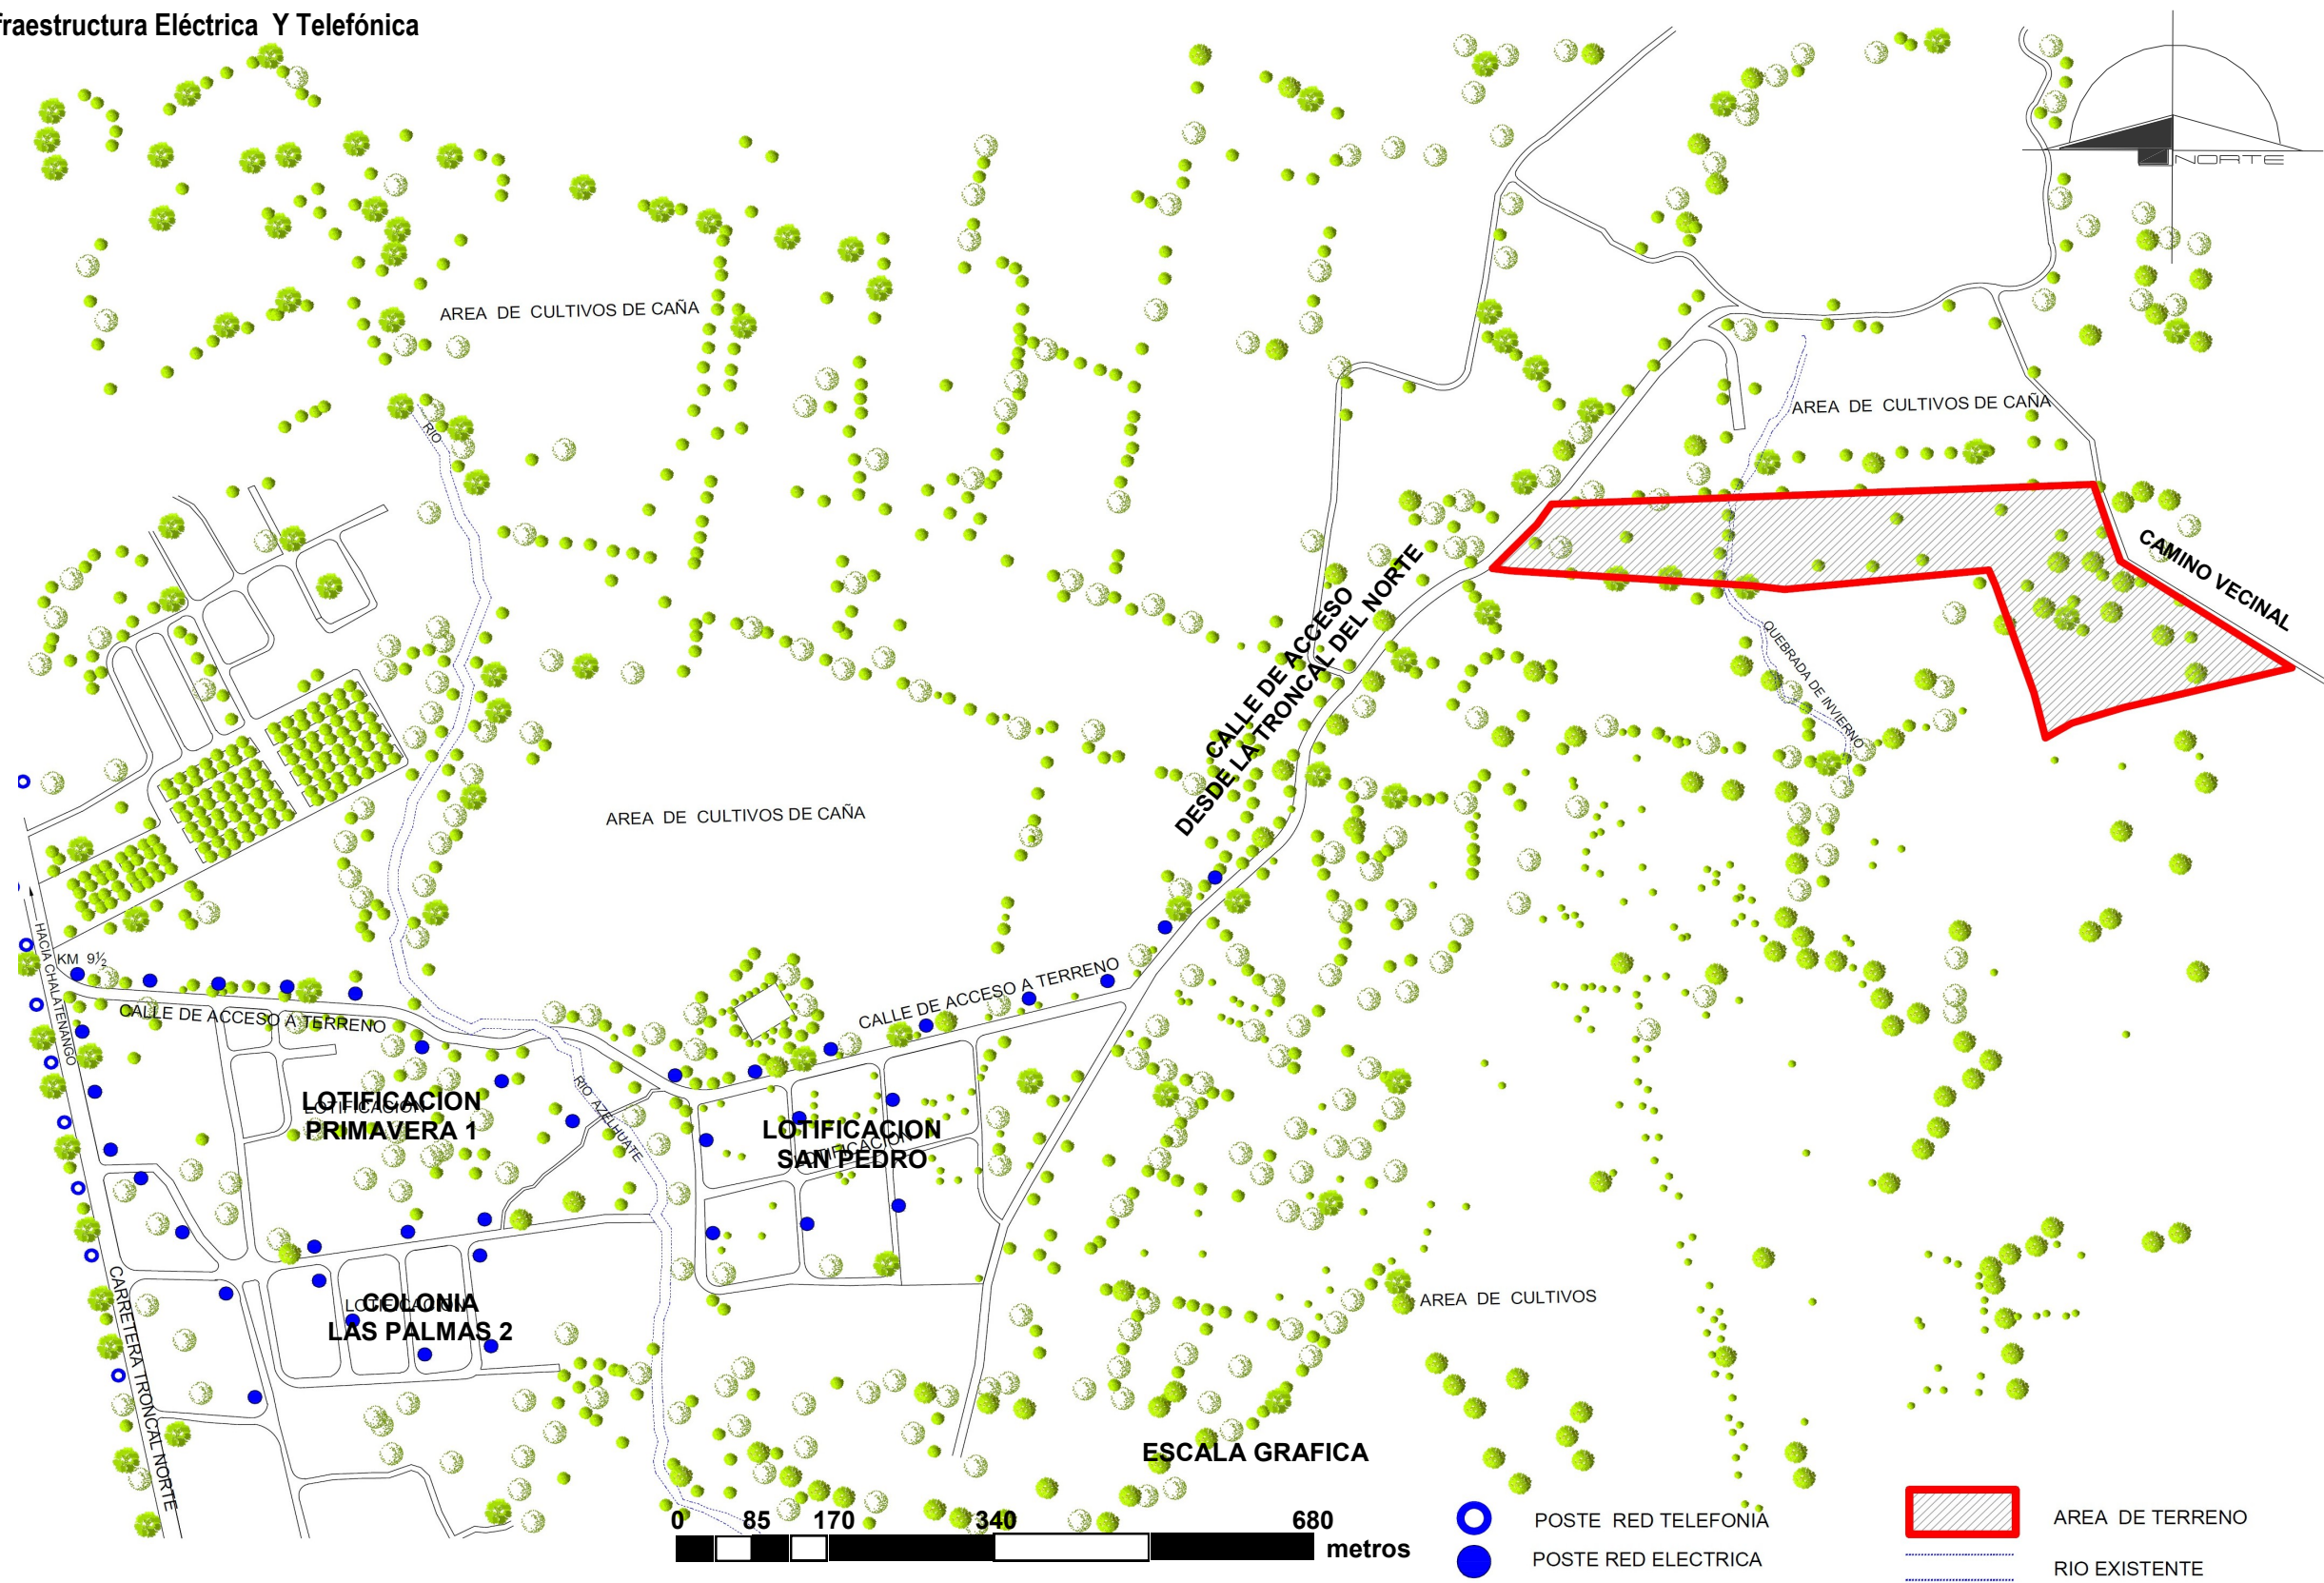 fraestructura Eléctrica Y Telefónica
NORTE
AREA DE CULTIVOS DE CAÑA
RIO
AREA DE CULTIVOS DE CAÑA
CAMINO VECINAL
CALLE DE ACCESO
DESDE LA TRONCAL DEL NORTE
QUEBRADA DE INVIERNO
AREA DE CULTIVOS DE CAÑA
HACIA CHALATENANGO
KM 9½
CALLE DE ACCESO A TERRENO
CALLE DE ACCESO A TERRENO
RIO AZELHUATE
LOTIFICACION
PRIMAVERA 1
LOTIFICACION
LOTIFICACION
SAN PEDRO
LOTIFICACION
CARRETERA TRONCAL NORTE
COLONIA
LAS PALMAS 2
LOTIFICACION
AREA DE CULTIVOS
ESCALA GRAFICA
0 85 170 340 680
metros
POSTE RED TELEFONIA
POSTE RED ELECTRICA
AREA DE TERRENO
RIO EXISTENTE